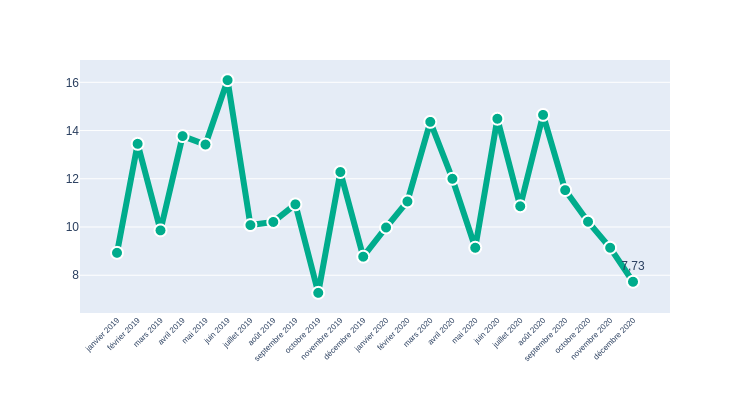 16
14
12
10
8
7,73
janvier 2019
février 2019
mars 2019
avril 2019
mai 2019
juin 2019
juillet 2019
août 2019
septembre 2019
octobre 2019
novembre 2019
décembre 2019
janvier 2020
février 2020
mars 2020
avril 2020
mai 2020
juin 2020
juillet 2020
août 2020
septembre 2020
octobre 2020
novembre 2020
décembre 2020